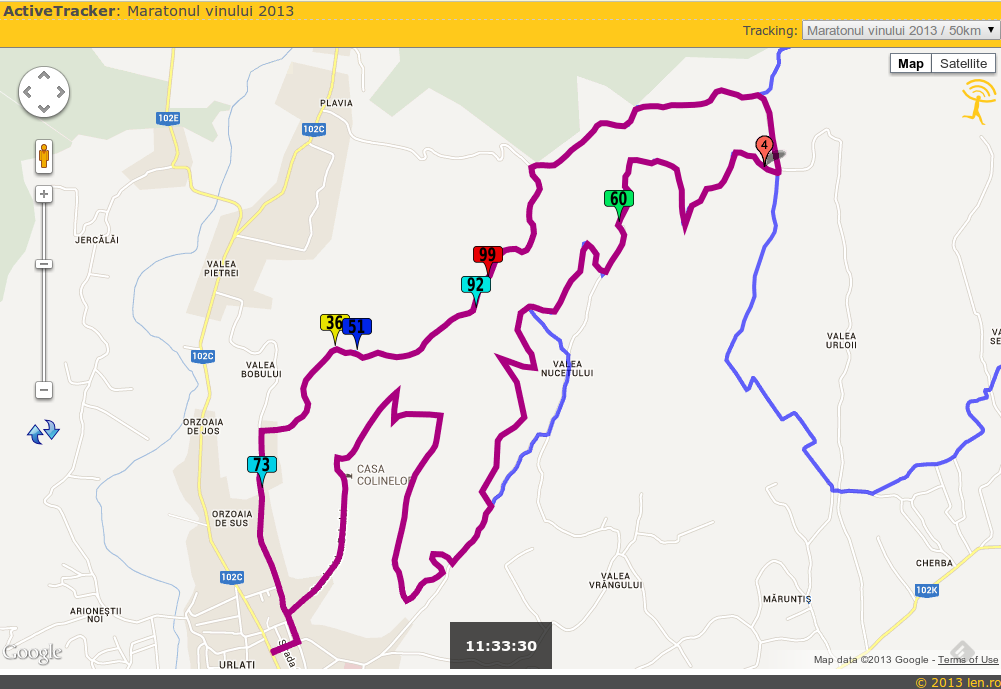 ActiveTracker: Maratonul vinului 2013
Tracking: Maratonul vinului 2013 / 50km
Map Satellite
PLAVIA
102E
102C
4
60
JERCĂLĂI
99
VALEA
PIETREI
92
36
51
VALEA
URLOII
102C
VALEA
BOBULUI
VALEA
NUCETULUI
ORZOAIA
DE JOS
73
CASA
COLINELOR
ORZOAIA
DE SUS
102C
VALEA
VRÂNGULUI
CHERBA
102K
MĂRUNȚIȘ
ARIONEȘTII
NOI
11:33:30
Google
URLAȚI
Map data ©2013 Google - Terms of Use
© 2013 len.ro